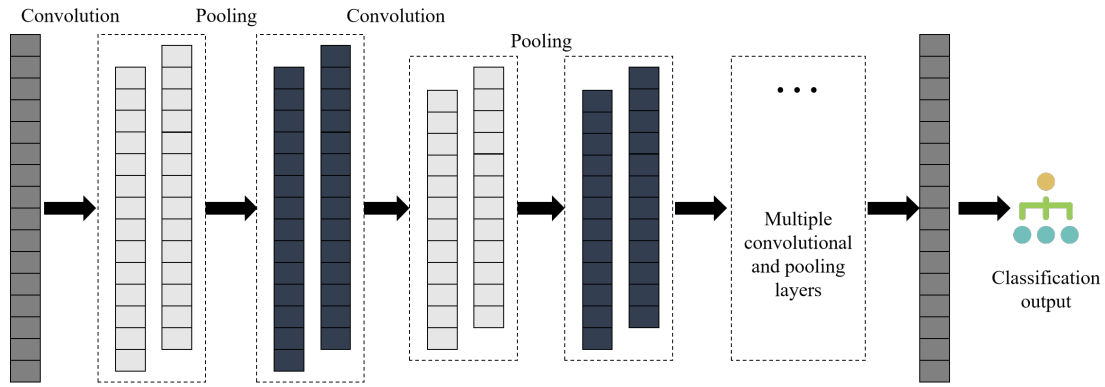 Convolution
Pooling
Convolution
Pooling
...
Multiple
convolutional
and pooling
layers
Classification
output